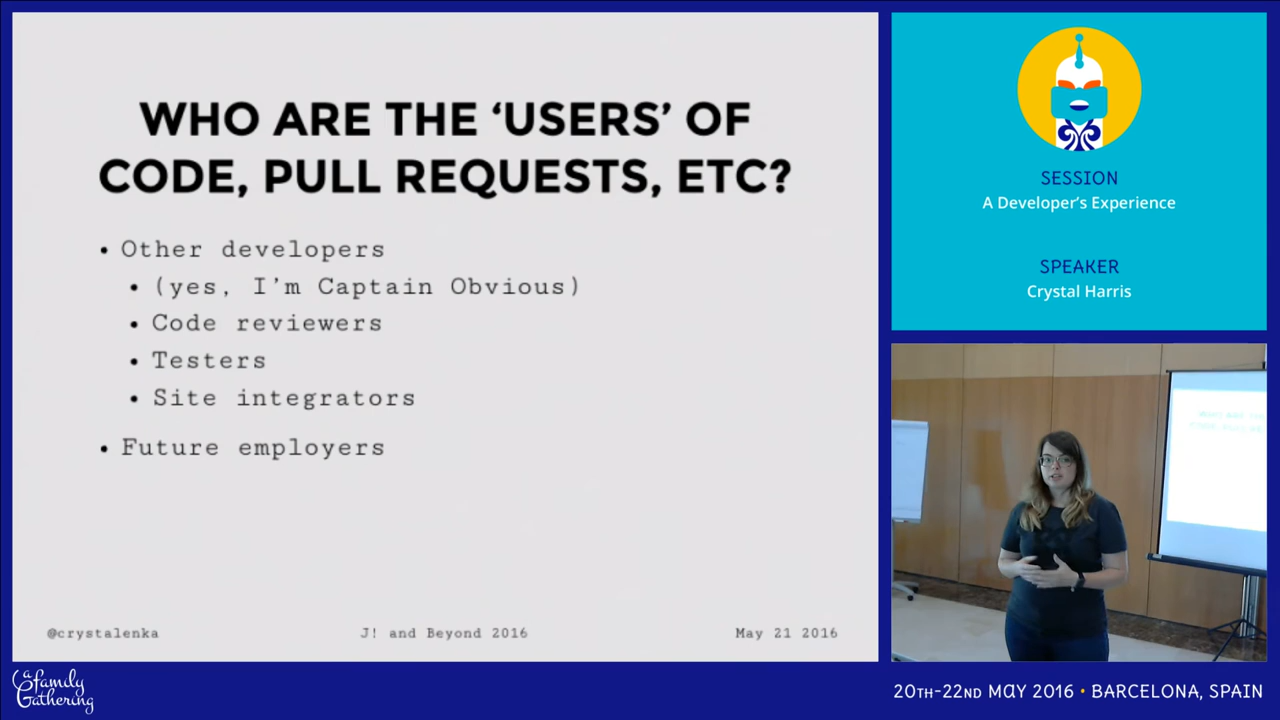 WHO ARE THE ‘USERS’ OF
CODE, PULL REQUESTS, ETC?
• Other developers
• (yes, I’m Captain Obvious)
• Code reviewers
• Testers
• Site integrators
• Future employers
@crystalenka
J! and Beyond 2016
May 21 2016
SESSION
A Developer’s Experience
SPEAKER
Crystal Harris
a family
Gathering
20TH-22ND MAY 2016 • BARCELONA, SPAIN